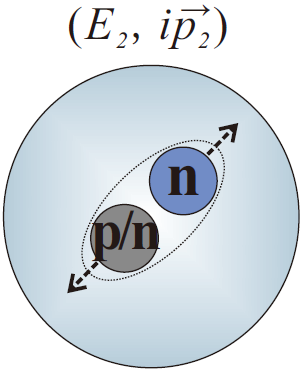 (E₂, ip⃗₂)
n
p/n